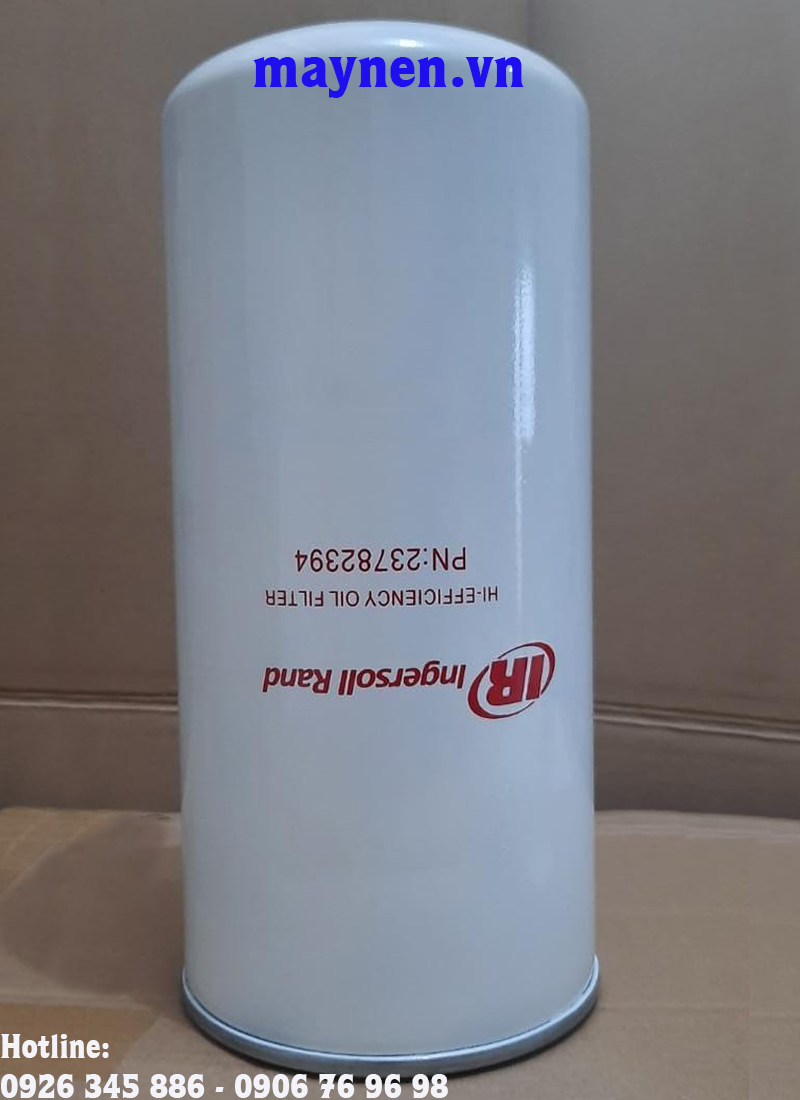 maynen.vn
PN:23782394
HI-EFFICIENCY OIL FILTER
IR Ingersoll Rand
Hotline:
0926 345 886 - 0906 76 96 98